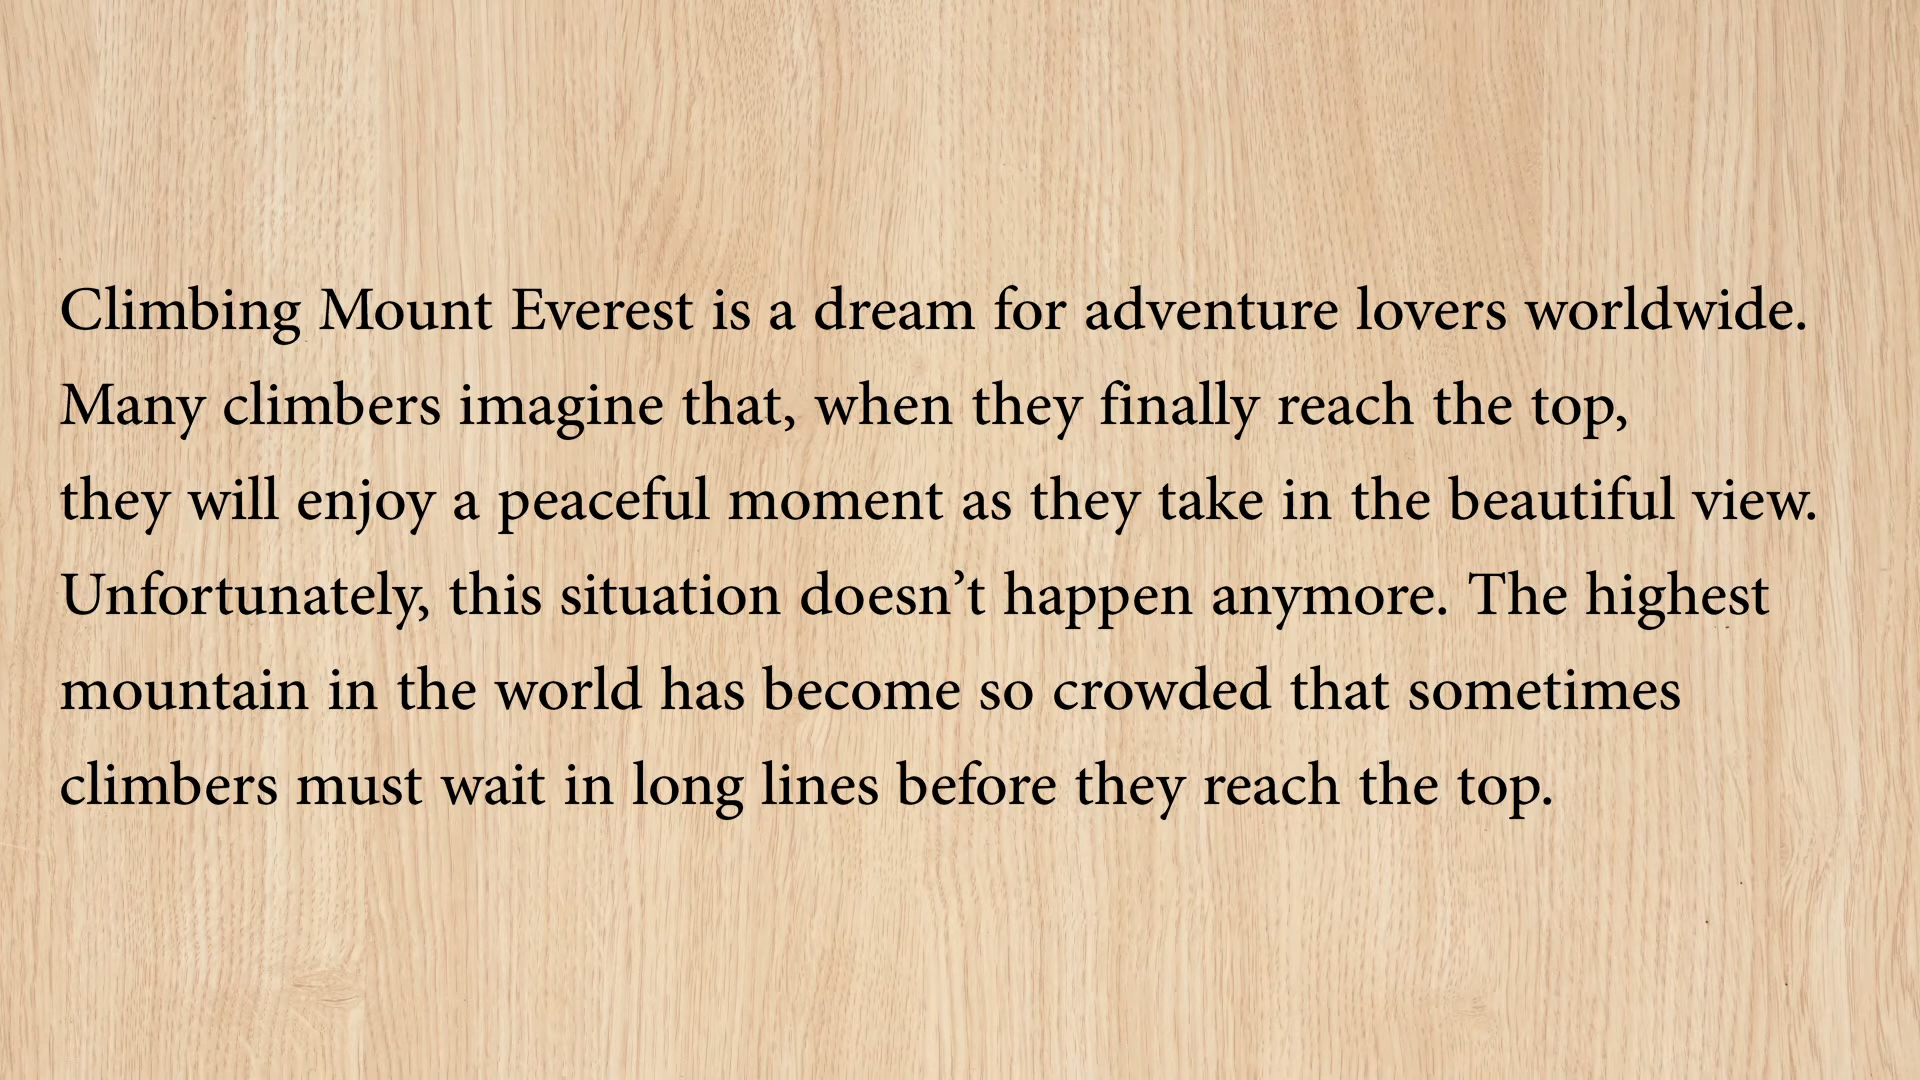 Climbing Mount Everest is a dream for adventure lovers worldwide.
Many climbers imagine that, when they finally reach the top,
they will enjoy a peaceful moment as they take in the beautiful view.
Unfortunately, this situation doesn’t happen anymore. The highest
mountain in the world has become so crowded that sometimes
climbers must wait in long lines before they reach the top.